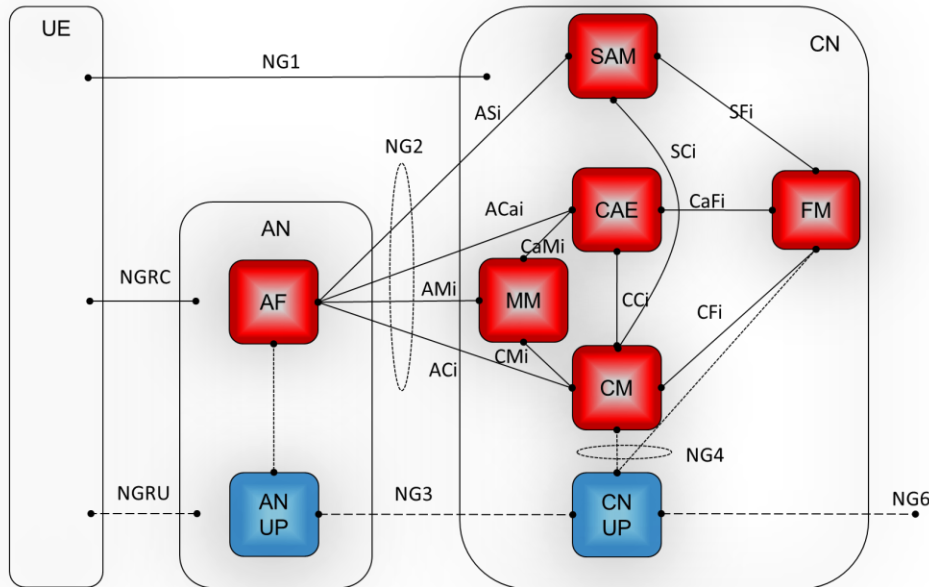 UE
SAM
CN
NG1
ASi
SFi
NG2
SCi
AN
ACai
CAE
CaFi
FM
CaMi
NGRC
AF
AMi
MM
CCi
CFi
CMi
ACi
CM
NG4
NGRU
AN
UP
NG3
CN
UP
NG6